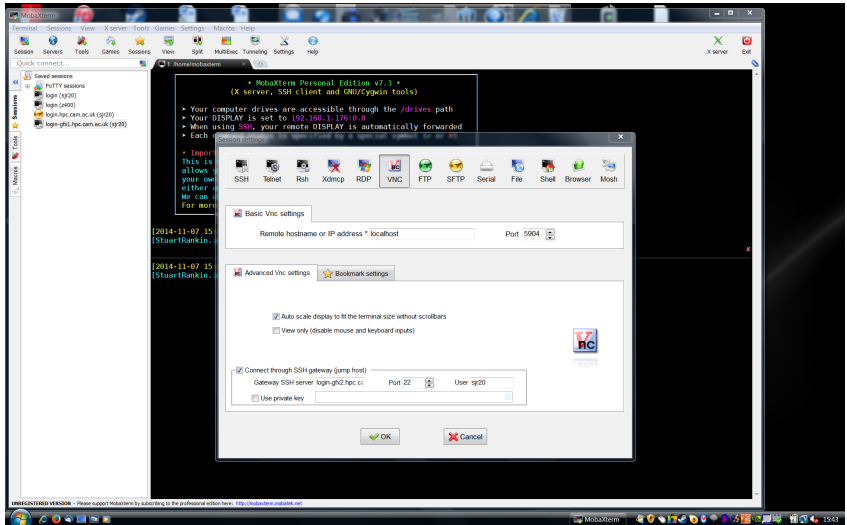 MobaXterm
Terminal Sessions View X server Tools Games Settings Macros Help
Session Servers Tools Games Sessions View Split MultiExec Tunneling Settings Help X server Exit
Quick connect...
1. /home/mobaxterm
Saved sessions
PuTTY sessions
login (sjr20)
login (z400)
login.hpc.cam.ac.uk (sjr20)
login-gfx1.hpc.cam.ac.uk (sjr20)
Sessions
Tools
Macros
• MobaXterm Personal Edition v7.3 •
(X server, SSH client and GNU/Cygwin tools)
➤ Your computer drives are accessible through the /drives path
➤ Your DISPLAY is set to 192.168.1.176:0.0
➤ When using SSH, your remote DISPLAY is automatically forwarded
➤ Each
• Impor
This is
allows y
your own
either a
We can a
For more
[2014-11-07 15:
[StuartRankin.
[2014-11-07 15:
[StuartRankin.
Session settings
SSH Telnet Rsh Xdmcp RDP VNC FTP SFTP Serial File Shell Browser Mosh
Basic Vnc settings
Remote hostname or IP address * localhost Port 5904
Advanced Vnc settings Bookmark settings
Auto scale display to fit the terminal size without scrollbars
View only (disable mouse and keyboard inputs)
Vnc
Connect through SSH gateway (jump host)
Gateway SSH server login-gfx2.hpc.ca Port 22 User sjr20
Use private key
OK Cancel
UNREGISTERED VERSION - Please support MobaXterm by subscribing to the professional edition here: http://mobaxterm.mobatek.net
MobaXterm 15:43